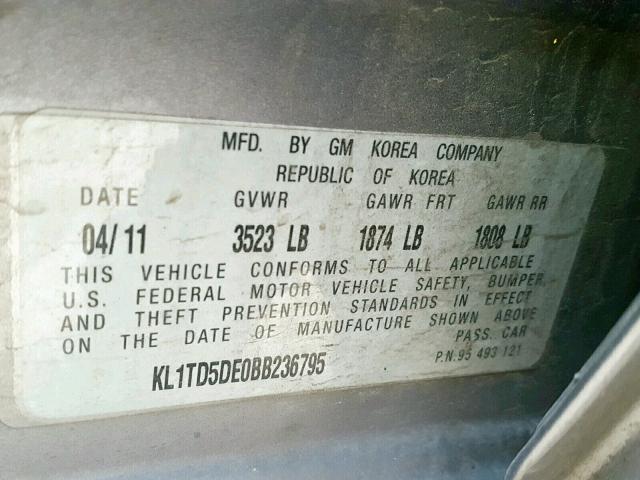 MFD. BY GM KOREA COMPANY
REPUBLIC OF KOREA
DATE GVWR GAWR FRT GAWR RR
04/11 3523 LB 1874 LB 1808 LB
THIS VEHICLE CONFORMS TO ALL APPLICABLE
U.S. FEDERAL MOTOR VEHICLE SAFETY, BUMPER,
AND THEFT PREVENTION STANDARDS IN EFFECT
ON THE DATE OF MANUFACTURE SHOWN ABOVE
PASS. CAR
KL1TD5DE0BB236795
P.N.95 493 121